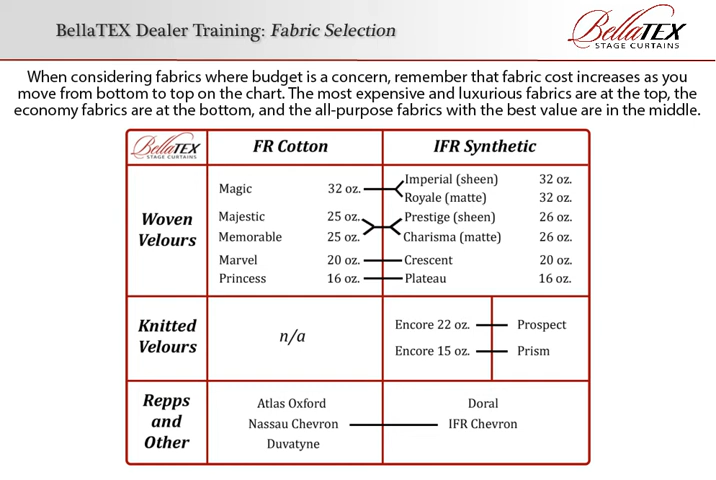 BellaTEX Dealer Training: Fabric Selection
BellaTEX
STAGE CURTAINS
When considering fabrics where budget is a concern, remember that fabric cost increases as you
move from bottom to top on the chart. The most expensive and luxurious fabrics are at the top, the
economy fabrics are at the bottom, and the all-purpose fabrics with the best value are in the middle.
BellaTEX
STAGE CURTAINS
FR Cotton
IFR Synthetic
Woven
Velours
Magic 32 oz.
Majestic 25 oz.
Memorable 25 oz.
Marvel 20 oz.
Princess 16 oz.
Imperial (sheen) 32 oz.
Royale (matte) 32 oz.
Prestige (sheen) 26 oz.
Charisma (matte) 26 oz.
Crescent 20 oz.
Plateau 16 oz.
Knitted
Velours
n/a
Encore 22 oz. Prospect
Encore 15 oz. Prism
Repps
and
Other
Atlas Oxford
Nassau Chevron
Duvatyne
Doral
IFR Chevron